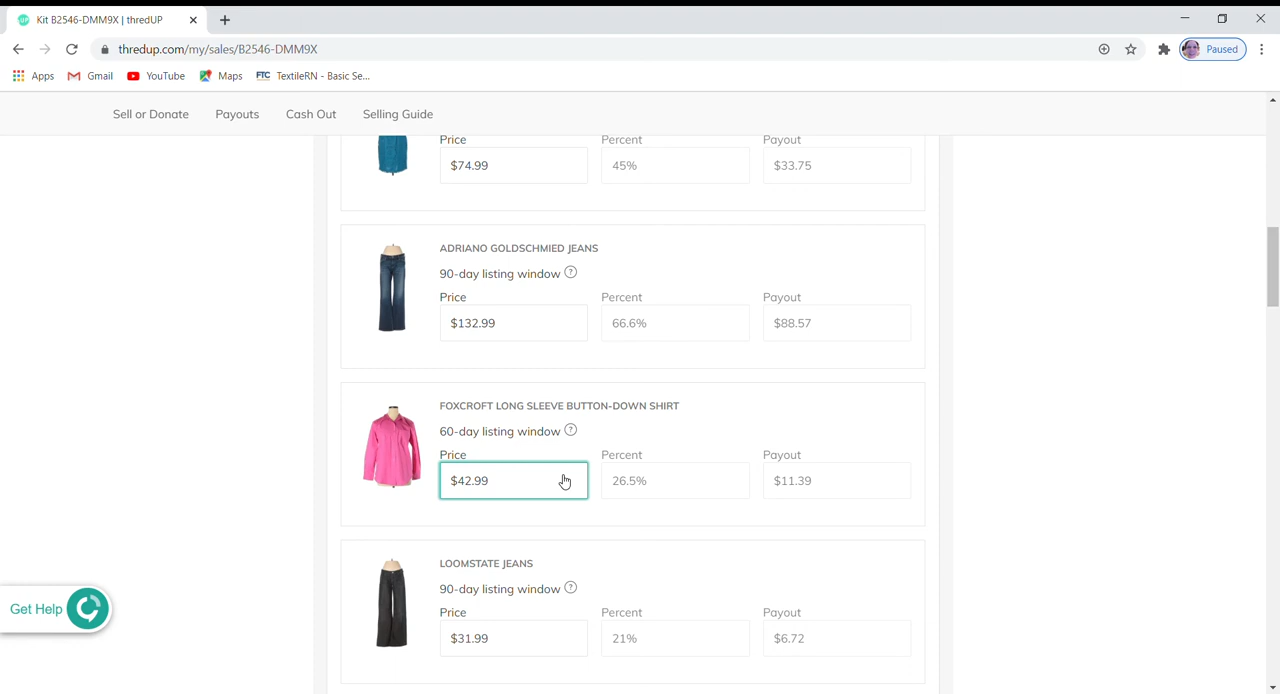 Kit B2546-DMM9X | thredUP
thredup.com/my/sales/B2546-DMM9X
Paused
Apps
Gmail
YouTube
Maps
FTC
TextileRN - Basic Se...
Sell or Donate
Payouts
Cash Out
Selling Guide
Price
Percent
Payout
$74.99
45%
$33.75
ADRIANO GOLDSCHMIED JEANS
90-day listing window ?
Price
Percent
Payout
$132.99
66.6%
$88.57
FOXCROFT LONG SLEEVE BUTTON-DOWN SHIRT
60-day listing window ?
Price
Percent
Payout
$42.99
26.5%
$11.39
LOOMSTATE JEANS
90-day listing window ?
Price
Percent
Payout
$31.99
21%
$6.72
Get Help